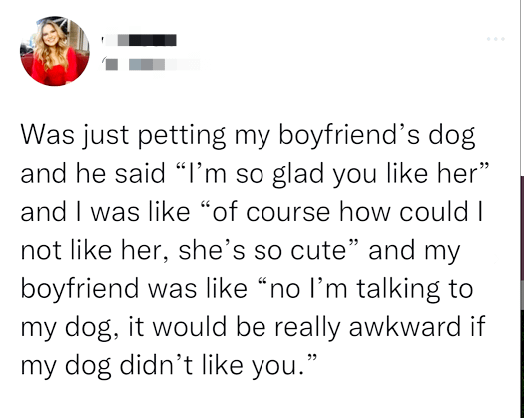 Was just petting my boyfriend’s dog
and he said “I’m so glad you like her”
and I was like “of course how could I
not like her, she’s so cute” and my
boyfriend was like “no I’m talking to
my dog, it would be really awkward if
my dog didn’t like you.”